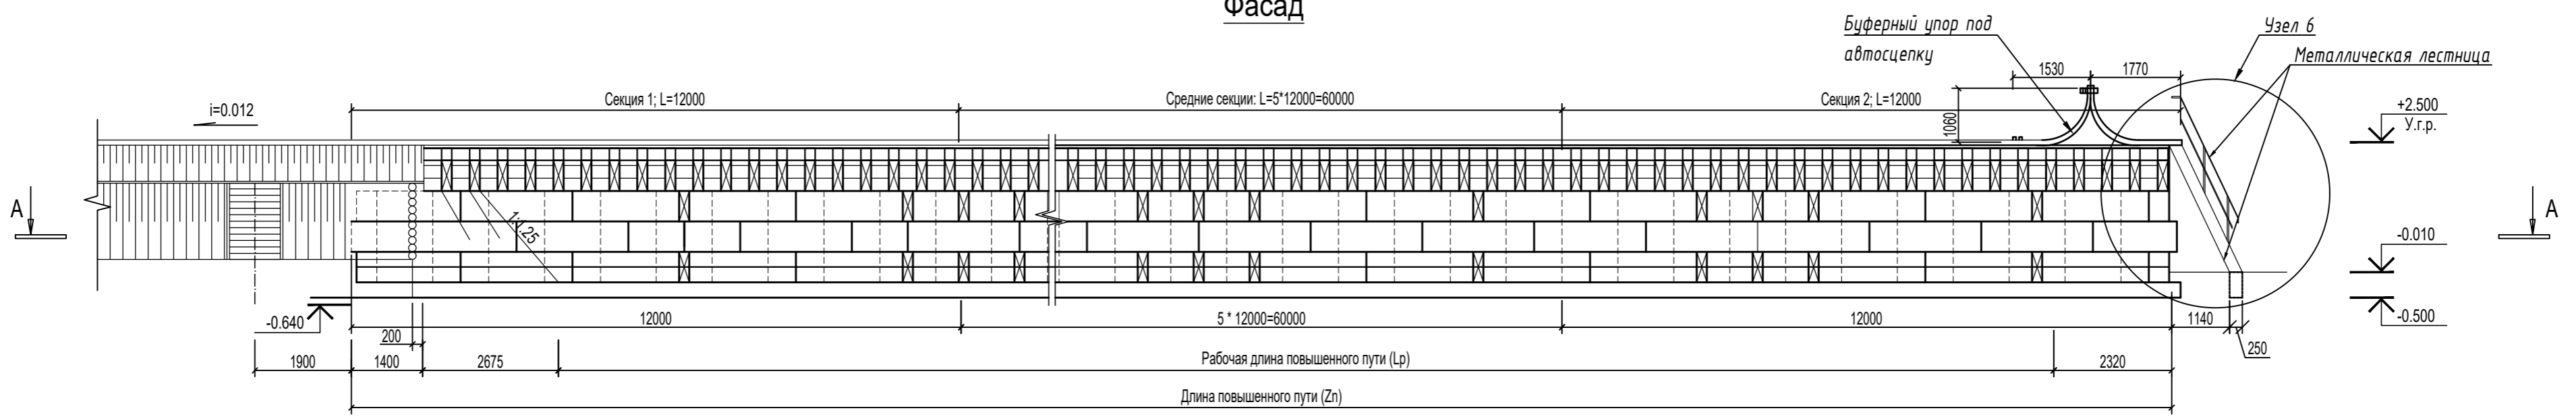 Фасад
Буферный упор под
автосцепку
Узел 6
Металлическая лестница
1530
1770
i=0.012
Секция 1; L=12000
Средние секции: L=5*12000=60000
Секция 2; L=12000
1060
+2.500
У.г.р.
А
А
1:1.25
-0.010
-0.640
12000
5 * 12000=60000
12000
1140
-0.500
200
250
1900
1400
2675
Рабочая длина повышенного пути (Lp)
2320
Длина повышенного пути (Zn)